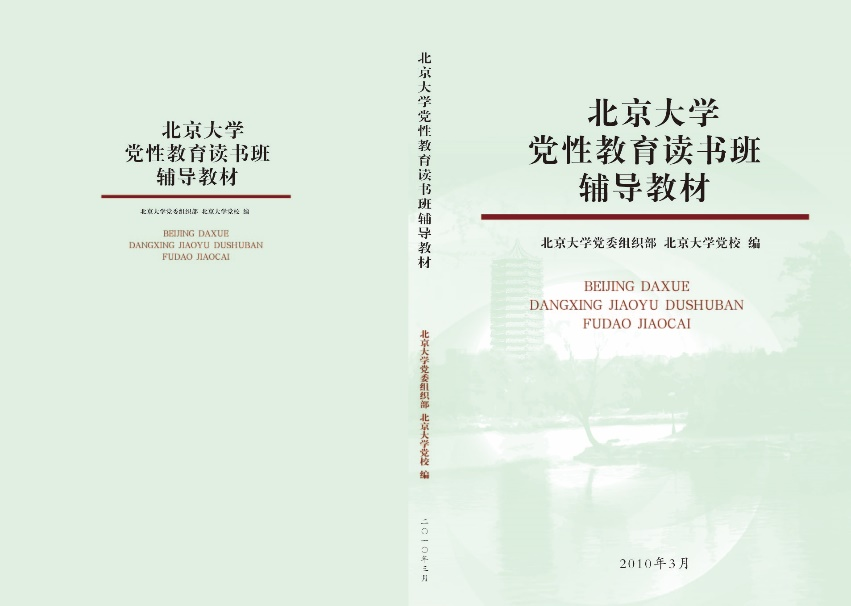 北京大学
党性教育读书班
辅导教材
北京大学党委组织部 北京大学党校 编
BEIJING DAXUE
DANGXING JIAOYU DUSHUBAN
FUDAO JIAOCAI
北京大学党性教育读书班辅导教材
北京大学党委组织部 北京大学党校 编
二〇一〇年三月
北京大学
党性教育读书班
辅导教材
北京大学党委组织部 北京大学党校 编
BEIJING DAXUE
DANGXING JIAOYU DUSHUBAN
FUDAO JIAOCAI
2010年3月